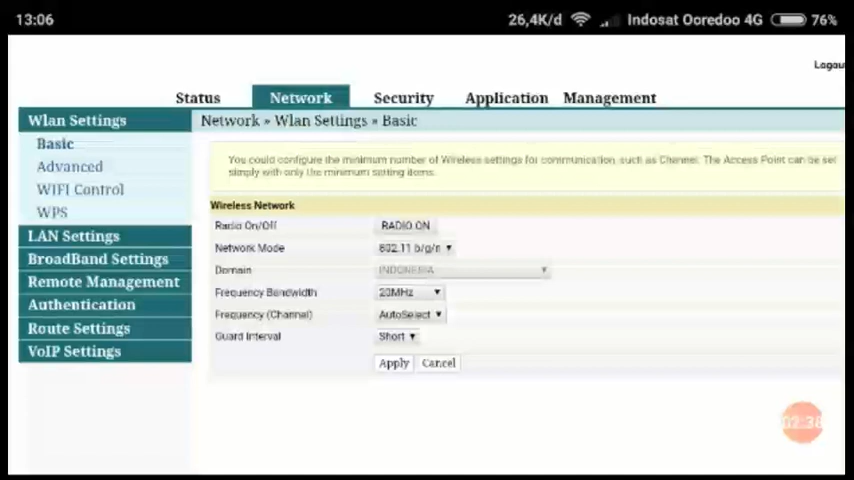 13:06
26,4K/d
Indosat Ooredoo 4G
76%
Logou
Status
Network
Security
Application
Management
Wlan Settings
Network » Wlan Settings » Basic
Basic
Advanced
WIFI Control
WPS
LAN Settings
BroadBand Settings
Remote Management
Authentication
Route Settings
VoIP Settings
You could configure the minimum number of Wireless settings for communication, such as Channel. The Access Point can be set
simply with only the minimum setting items.
Wireless Network
Radio On/Off
RADIO ON
Network Mode
802.11 b/g/n
Domain
INDONESIA
Frequency Bandwidth
20MHz
Frequency (Channel)
AutoSelect
Guard Interval
Short
Apply
Cancel
02:38